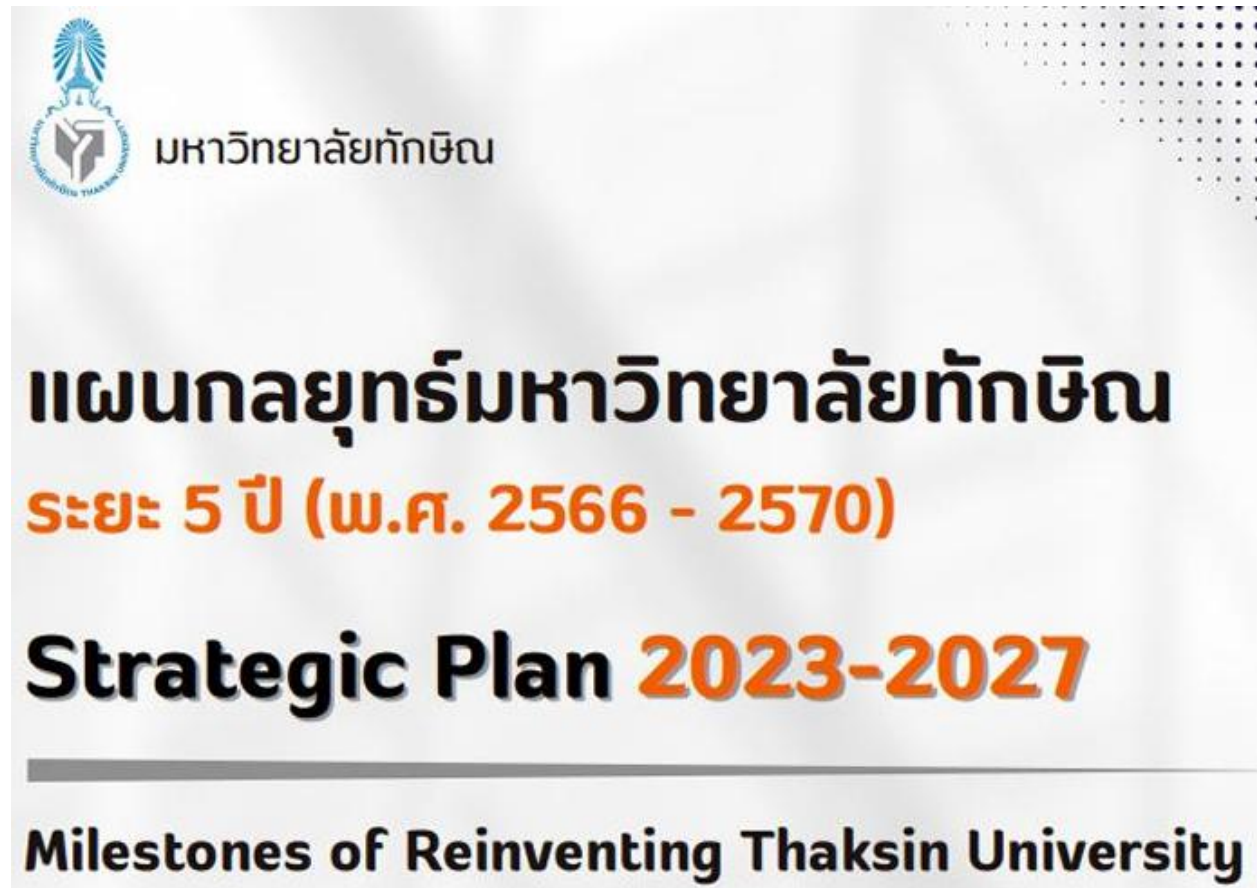 มหาวิทยาลัยทักษิณ
แผนกลยุทธ์มหาวิทยาลัยทักษิณ
ระยะ 5 ปี (พ.ศ. 2566 - 2570)
Strategic Plan 2023-2027
Milestones of Reinventing Thaksin University